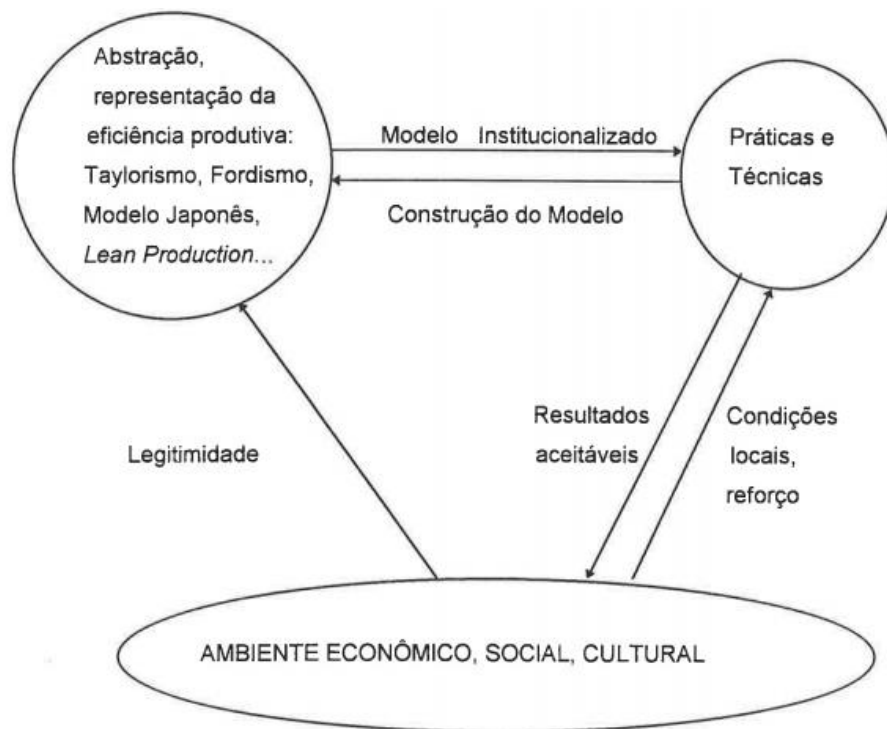 Abstração,
representação da
eficiência produtiva:
Taylorismo, Fordismo,
Modelo Japonês,
Lean Production...
Modelo Institucionalizado
Construção do Modelo
Práticas e
Técnicas
Legitimidade
Resultados
aceitáveis
Condições
locais,
reforço
AMBIENTE ECONÔMICO, SOCIAL, CULTURAL